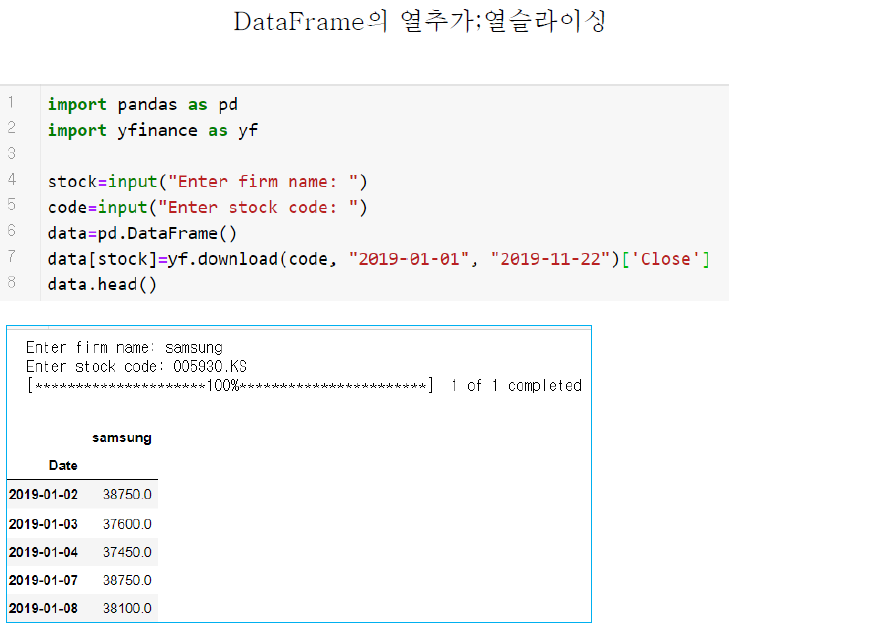 DataFrame의 열추가;열슬라이싱
1 import pandas as pd
2 import yfinance as yf
3
4 stock=input("Enter firm name: ")
5 code=input("Enter stock code: ")
6 data=pd.DataFrame()
7 data[stock]=yf.download(code, "2019-01-01", "2019-11-22")['Close']
8 data.head()
Enter firm name: samsung
Enter stock code: 005930.KS
[*********************100%***********************] 1 of 1 completed
samsung
Date
2019-01-02 38750.0
2019-01-03 37600.0
2019-01-04 37450.0
2019-01-07 38750.0
2019-01-08 38100.0